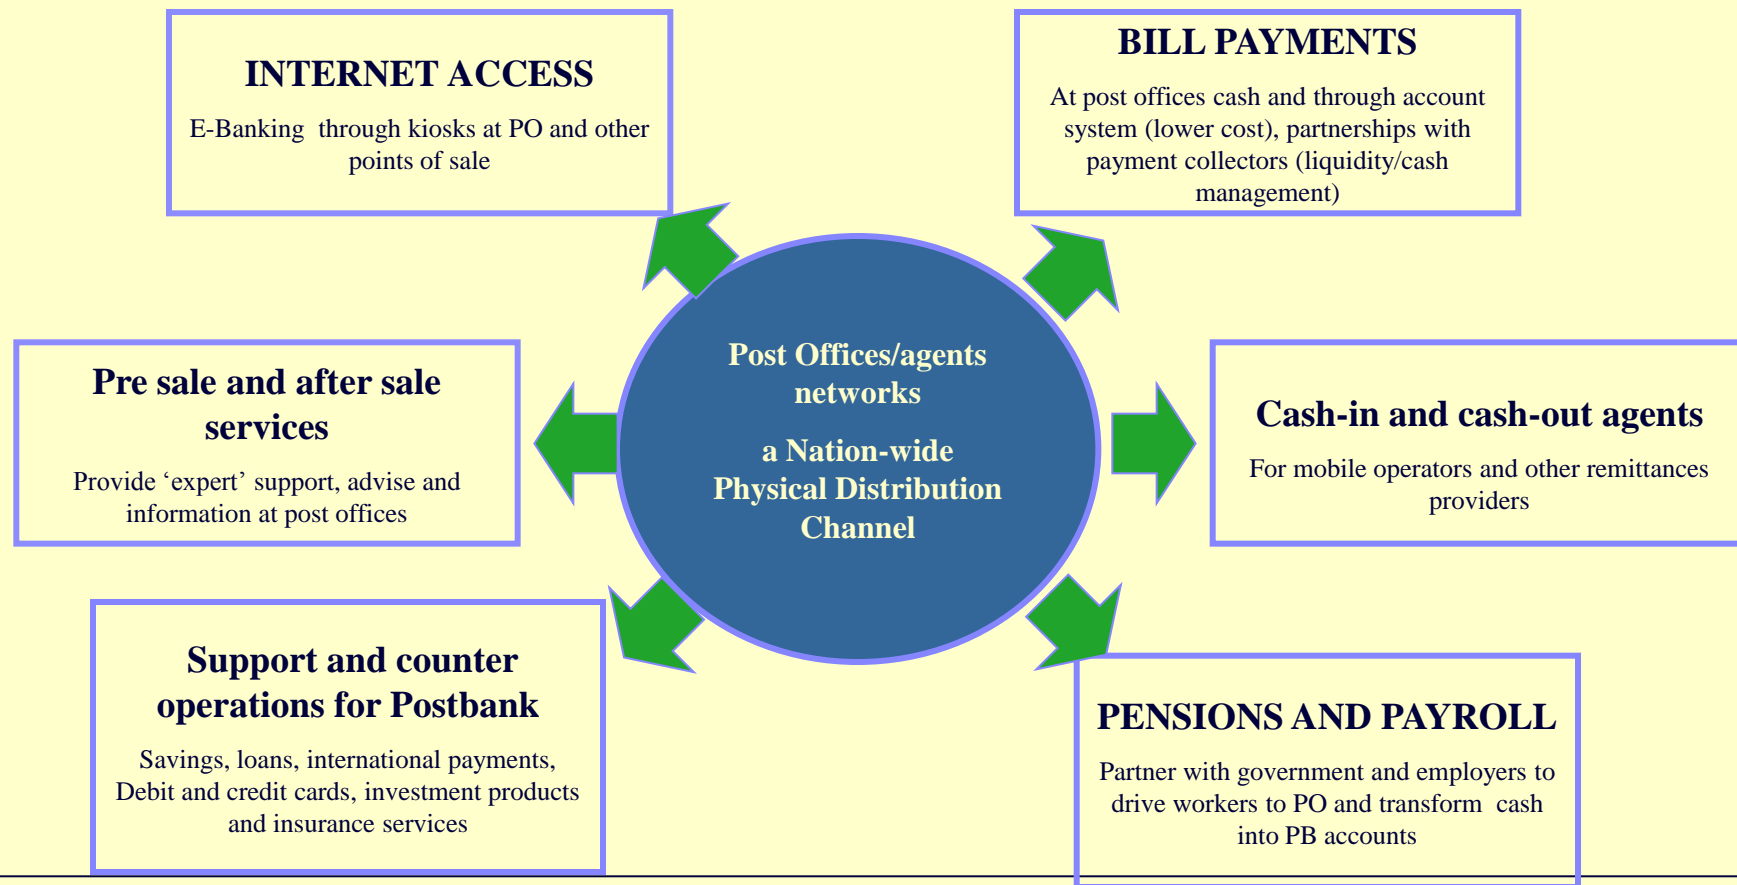 INTERNET ACCESS
E-Banking through kiosks at PO and other
points of sale
BILL PAYMENTS
At post offices cash and through account
system (lower cost), partnerships with
payment collectors (liquidity/cash
management)
Pre sale and after sale
services
Provide ‘expert’ support, advise and
information at post offices
Post Offices/agents
networks
a Nation-wide
Physical Distribution
Channel
Cash-in and cash-out agents
For mobile operators and other remittances
providers
Support and counter
operations for Postbank
Savings, loans, international payments,
Debit and credit cards, investment products
and insurance services
PENSIONS AND PAYROLL
Partner with government and employers to
drive workers to PO and transform cash
into PB accounts